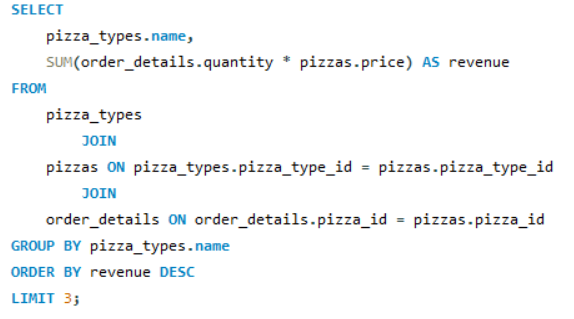 SELECT
pizza_types.name,
SUM(order_details.quantity * pizzas.price) AS revenue
FROM
pizza_types
JOIN
pizzas ON pizza_types.pizza_type_id = pizzas.pizza_type_id
JOIN
order_details ON order_details.pizza_id = pizzas.pizza_id
GROUP BY pizza_types.name
ORDER BY revenue DESC
LIMIT 3;